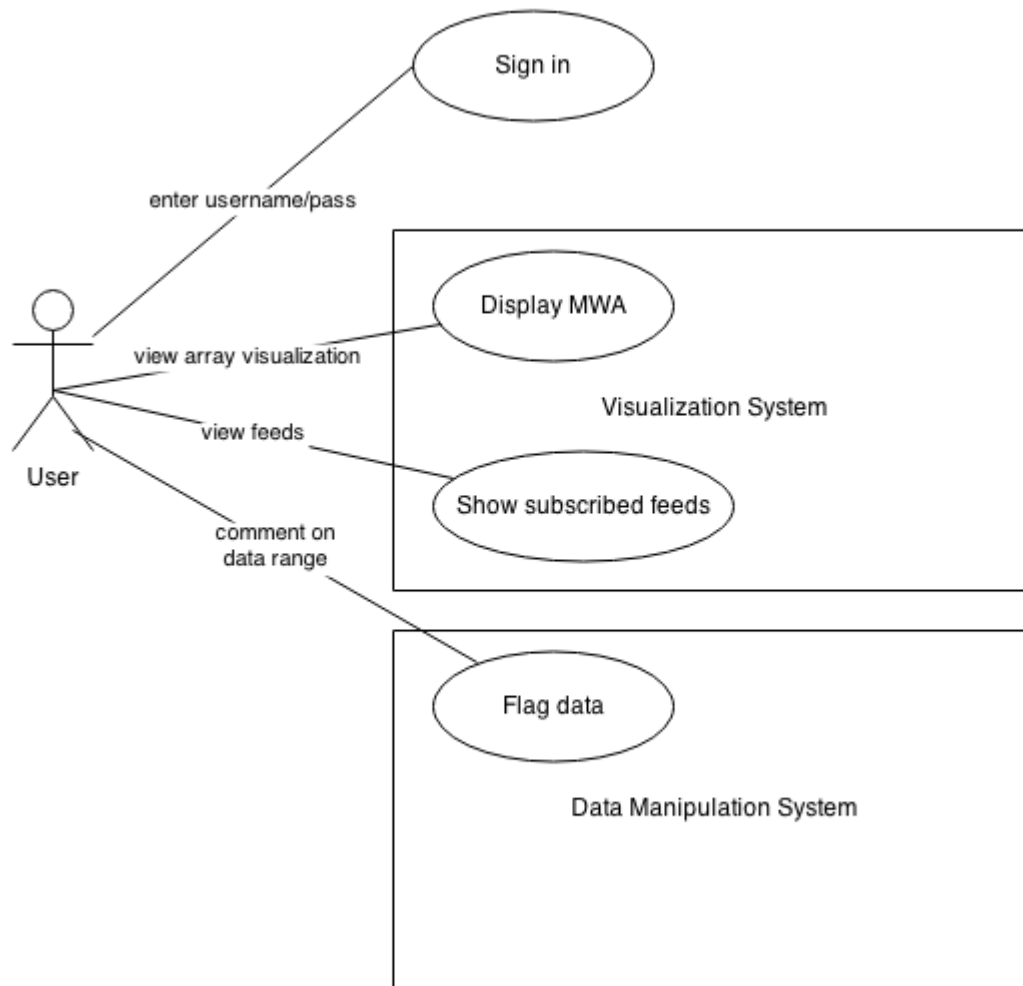 Sign in
enter username/pass
Display MWA
view array visualization
Visualization System
view feeds
User
Show subscribed feeds
comment on
data range
Flag data
Data Manipulation System